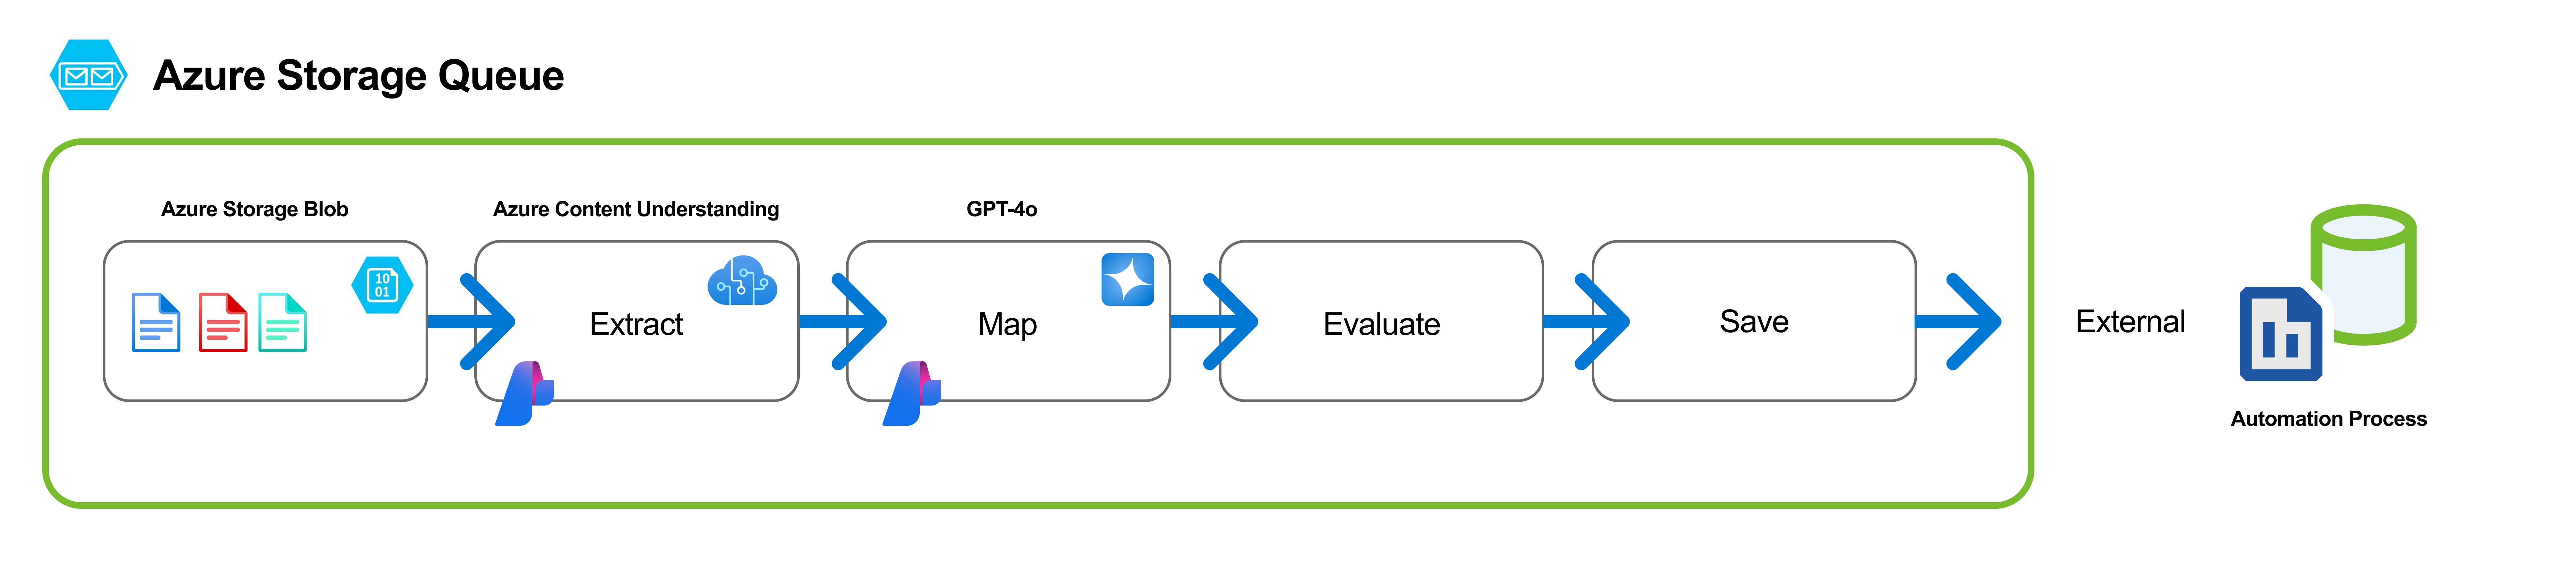 Azure Storage Queue
Azure Storage Blob
Azure Content Understanding
GPT-4o
10
01
Extract
Map
Evaluate
Save
External
Automation Process